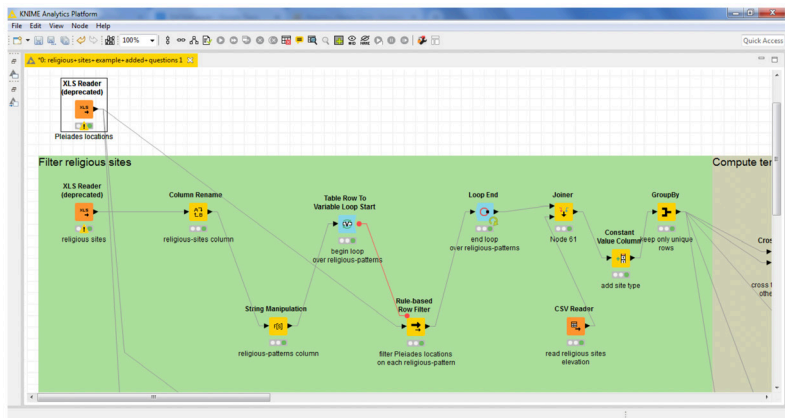 KNIME Analytics Platform
File Edit View Node Help
100%
Quick Access
*0: religious+sites+example+added+questions 1
XLS Reader
(deprecated)
XLS
Pleiades locations
Filter religious sites
Compute ter
XLS Reader
(deprecated)
XLS
religious sites
Column Rename
religious-sites column
Table Row To
Variable Loop Start
begin loop
over religious-patterns
Loop End
end loop
over religious-patterns
Joiner
Node 61
GroupBy
keep only unique
rows
Constant
Value Column
add site type
Cros
cross t
othe
String Manipulation
religious-patterns column
Rule-based
Row Filter
filter Pleiades locations
on each religious-pattern
CSV Reader
read religious sites
elevation